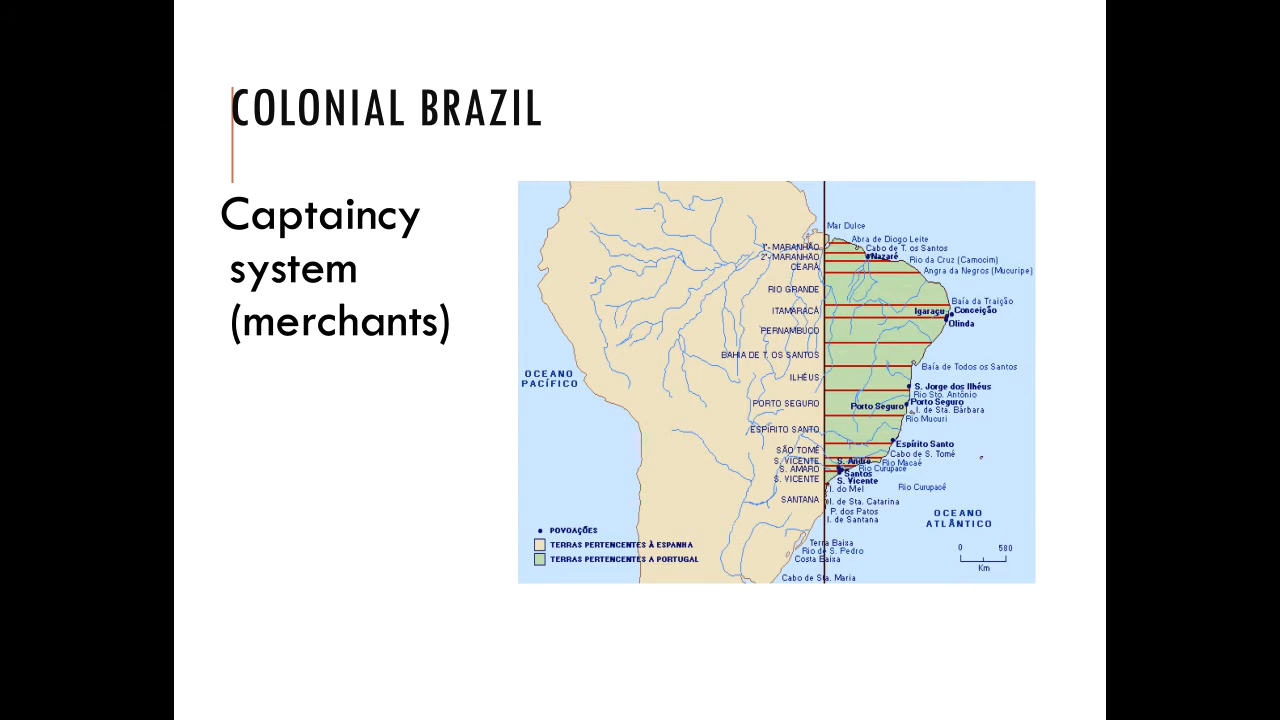 COLONIAL BRAZIL
Captaincy
system
(merchants)
Mar Dulce
Abra de Diogo Leite
1ª- MARANHÃO
Cabo de T. os Santos
2ª-MARANHÃO
Nazaré
Rio da Cruz (Camocim)
CEARÁ
Angra da Negros (Mucuripe)
RIO GRANDE
Baía da Traição
ITAMARACÁ
Igaraçu
Conceição
Olinda
PERNAMBUCO
BAHIA DE T. OS SANTOS
Baía de Todos os Santos
OCEANO
PACÍFICO
ILHÉUS
S. Jorge dos Ilhéus
Rio Sto. Antônio
PORTO SEGURO
Porto Seguro
Porto Seguro
I. de Sta. Bárbara
Rio Mucuri
ESPÍRITO SANTO
Espírito Santo
SÃO TOMÉ
Cabo de S. Tomé
S. VICENTE
S. André
Rio Macaé
S. AMARO
Rio Curupacé
Santos
S. VICENTE
S. Vicente
I. do Mel
Rio Curupacé
SANTANA
I. de Sta. Catarina
P. dos Patos
I. de Santana
OCEANO
ATLÂNTICO
POVOAÇÕES
TERRAS PERTENCENTES À ESPANHA
TERRAS PERTENCENTES A PORTUGAL
Terra Baixa
Rio de S. Pedro
Costa Baixa
Cabo de Sta. Maria
0 580
Km